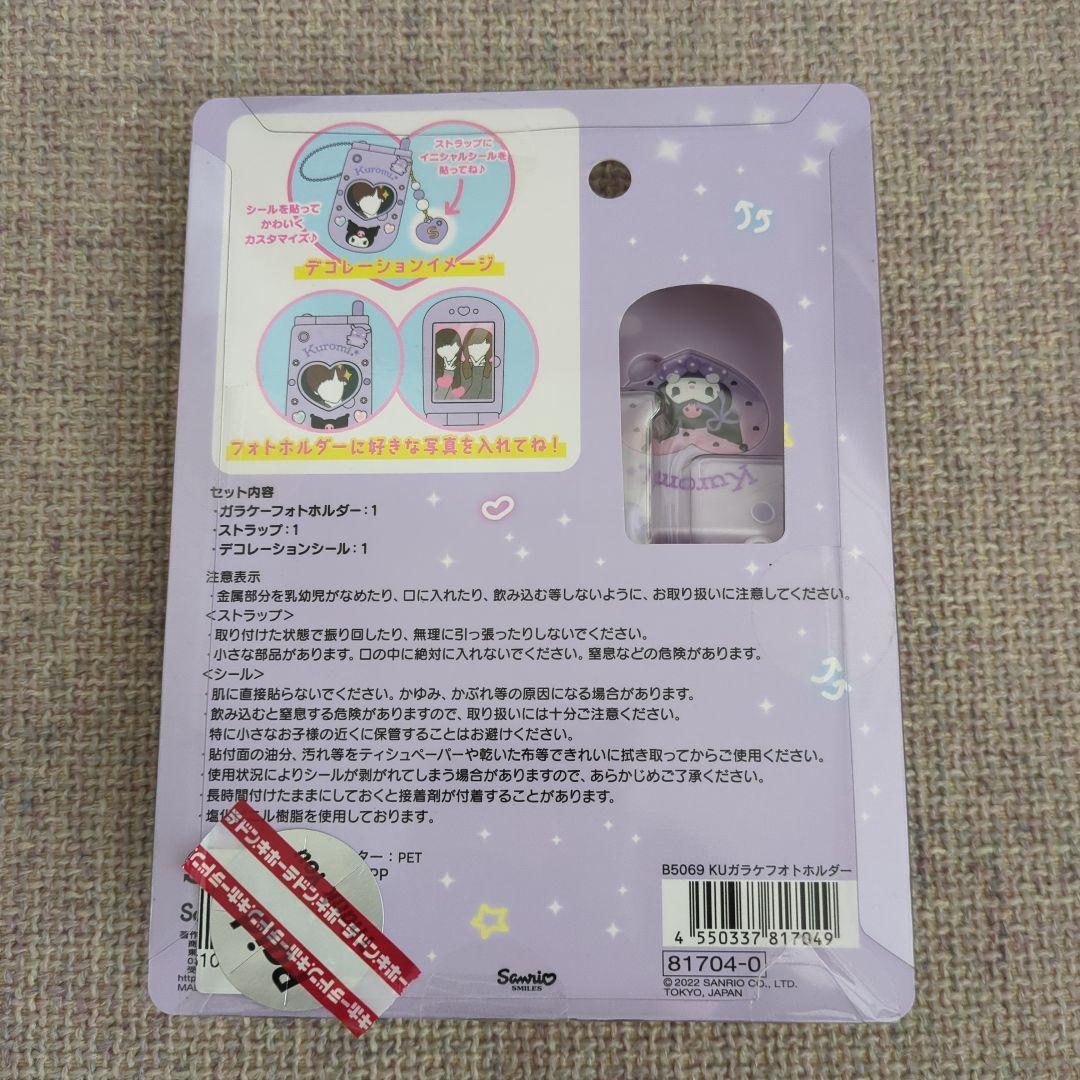 ストラップに
イニシャルシールを
貼ってね♪
Kuromi
シールを貼って
かわいく
カスタマイズ♪
S
デコレーションイメージ
Kuromi
フォトホルダーに好きな写真を入れてね!
Kuromi
セット内容
・ガラケーフォトホルダー:1
・ストラップ:1
・デコレーションシール:1
注意表示
・金属部分を乳幼児がなめたり、口に入れたり、飲み込む等しないように、お取り扱いに注意してください。
<ストラップ>
・取り付けた状態で振り回したり、無理に引っ張ったりしないでください。
・小さな部品があります。口の中に絶対に入れないでください。窒息などの危険があります。
<シール>
・肌に直接貼らないでください。かゆみ、かぶれ等の原因になる場合があります。
・飲み込むと窒息する危険がありますので、取り扱いには十分ご注意ください。
特に小さなお子様の近くに保管することはお避けください。
・貼付面の油分、汚れ等をティシュペーパーや乾いた布等できれいに拭き取ってからご使用ください。
・使用状況によりシールが剥がれてしまう場合がありますので、あらかじめご了承ください。
・長時間付けたままにしておくと接着剤が付着することがあります。
ル樹脂を使用しております。
ター:PET
PP
ドン.キホーテ
B5069 KUガラケフォトホルダー
4 550337 817049
81704-0
© 2022 SANRIO CO., LTD.
TOKYO, JAPAN
Sanrio
SMILES